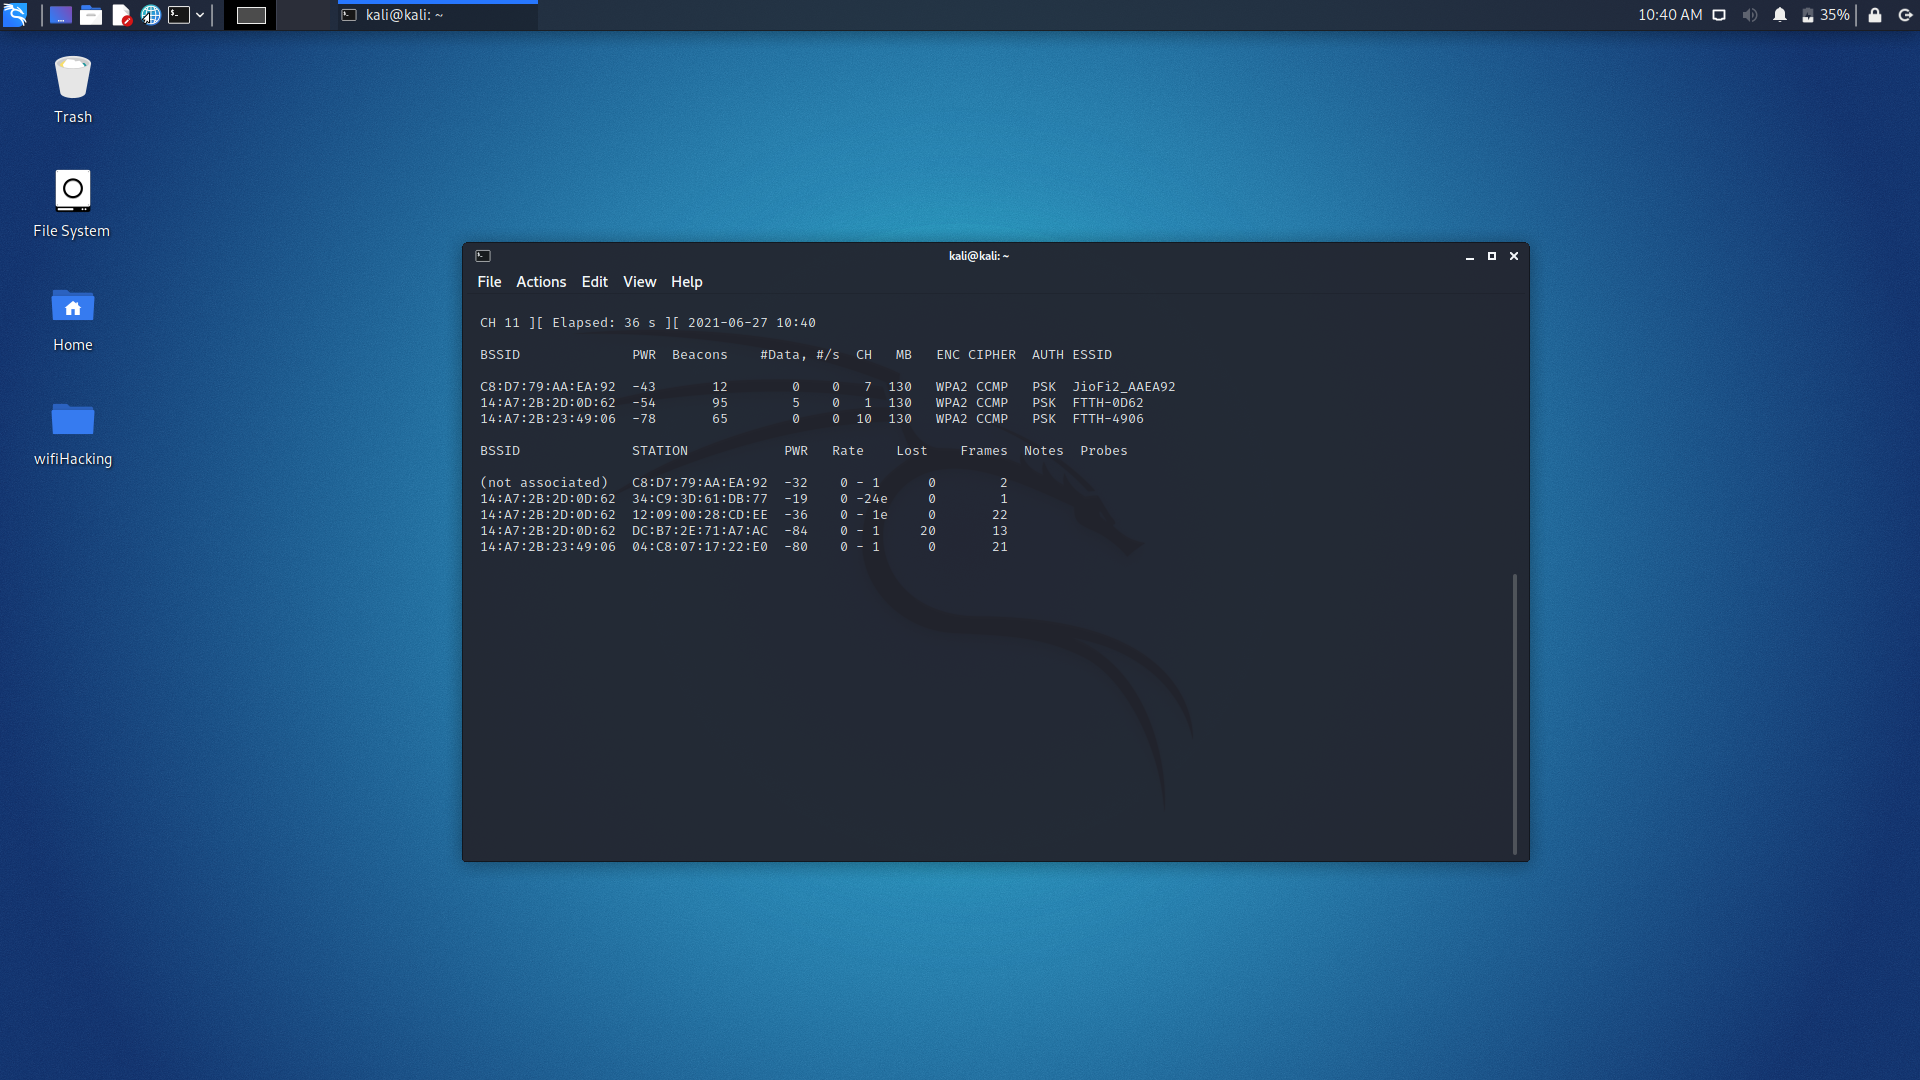 kali@kali: ~
10:40 AM
35%
Trash
File System
Home
wifiHacking
kali@kali: ~
File Actions Edit View Help
CH 11 ][ Elapsed: 36 s ][ 2021-06-27 10:40
BSSID PWR Beacons #Data, #/s CH MB ENC CIPHER AUTH ESSID
C8:D7:79:AA:EA:92 -43 12 0 0 7 130 WPA2 CCMP PSK JioFi2_AAEA92
14:A7:2B:2D:0D:62 -54 95 5 0 1 130 WPA2 CCMP PSK FTTH-0D62
14:A7:2B:23:49:06 -78 65 0 0 10 130 WPA2 CCMP PSK FTTH-4906
BSSID STATION PWR Rate Lost Frames Notes Probes
(not associated) C8:D7:79:AA:EA:92 -32 0 - 1 0 2
14:A7:2B:2D:0D:62 34:C9:3D:61:DB:77 -19 0 -24e 0 1
14:A7:2B:2D:0D:62 12:09:00:28:CD:EE -36 0 - 1e 0 22
14:A7:2B:2D:0D:62 DC:B7:2E:71:A7:AC -84 0 - 1 20 13
14:A7:2B:23:49:06 04:C8:07:17:22:E0 -80 0 - 1 0 21